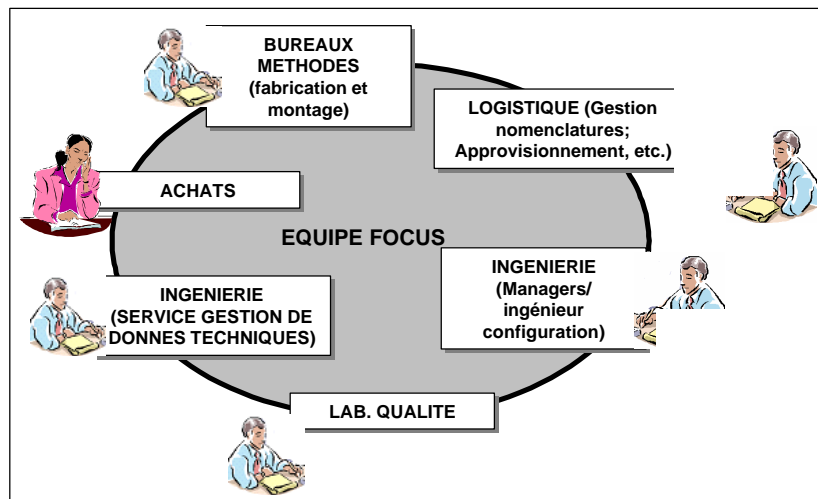 BUREAUX
METHODES
(fabrication et
montage)
LOGISTIQUE (Gestion
nomenclatures;
Approvisionnement, etc.)
ACHATS
EQUIPE FOCUS
INGENIERIE
(SERVICE GESTION DE
DONNES TECHNIQUES)
INGENIERIE
(Managers/
ingénieur
configuration)
LAB. QUALITE